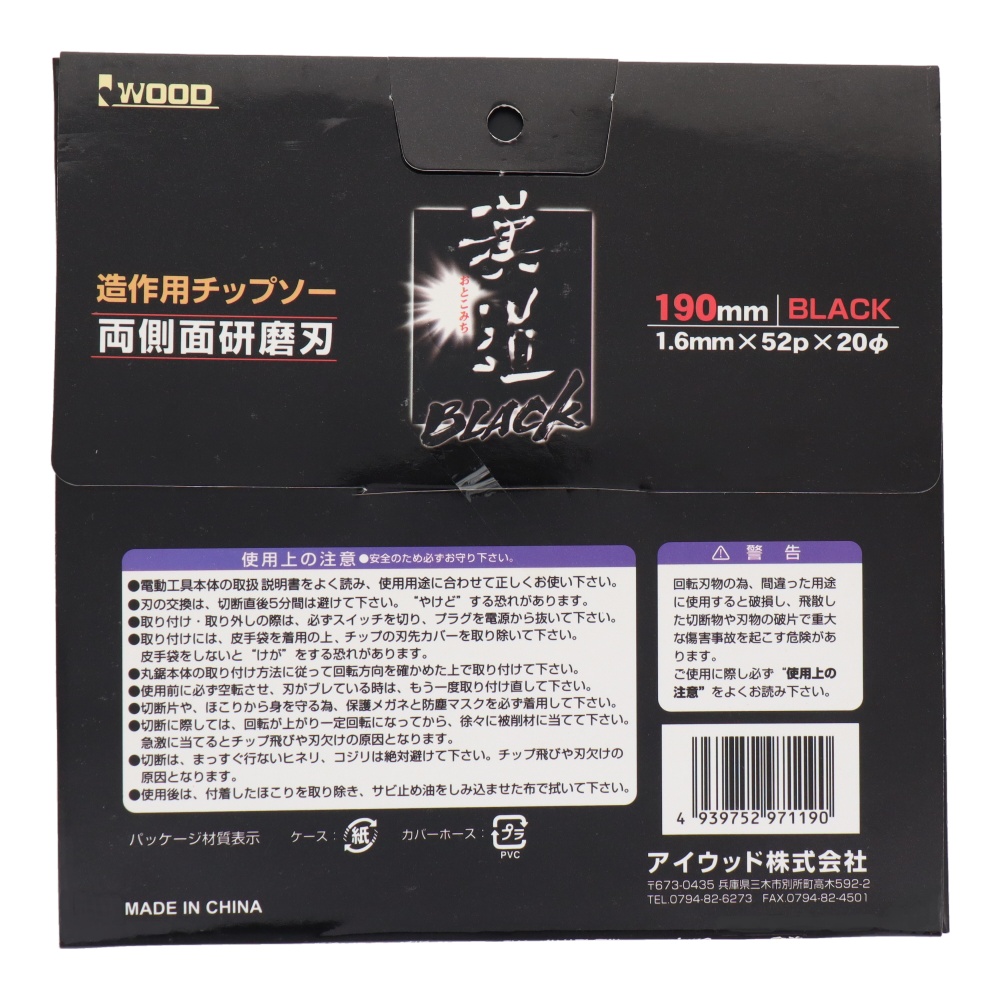 WOOD
漢道
おとこみち
BLACK
造作用チップソー
両側面研磨刃
190mm BLACK
1.6mm×52p×20φ
使用上の注意●安全のため必ずお守り下さい。
●電動工具本体の取扱説明書をよく読み、使用用途に合わせて正しくお使い下さい。
●刃の交換は、切断直後5分間は避けて下さい。“やけど”する恐れがあります。
●取り付け・取り外しの際は、必ずスイッチを切り、プラグを電源から抜いて下さい。
●取り付けには、皮手袋を着用の上、チップの刃先カバーを取り除いて下さい。
皮手袋をしないと“けが”をする恐れがあります。
●丸鋸本体の取り付け方法に従って回転方向を確かめた上で取り付けて下さい。
●使用前に必ず空転させ、刃がブレている時は、もう一度取り付け直して下さい。
●切断片や、ほこりから身を守る為、保護メガネと防塵マスクを必ず着用して下さい。
●切断に際しては、回転が上がり一定回転になってから、徐々に被削材に当てて下さい。
急激に当てるとチップ飛びや刃欠けの原因となります。
●切断は、まっすぐ行ないヒネリ、コジリは絶対避けて下さい。チップ飛びや刃欠けの
原因となります。
●使用後は、付着したほこりを取り除き、サビ止め油をしみ込ませた布で拭いて下さい。
⚠ 警告
回転刃物の為、間違った用途
に使用すると破損し、飛散し
た切断物や刃物の破片で重大
な傷害事故を起こす危険があ
ります。
ご使用に際し必ず“使用上の
注意”をよくお読み下さい。
4 939752 971190
パッケージ材質表示 ケース： 紙 カバーホース： プラ
PVC
アイウッド株式会社
〒673-0435 兵庫県三木市別所町高木592-2
TEL.0794-82-6273 FAX.0794-82-4501
MADE IN CHINA